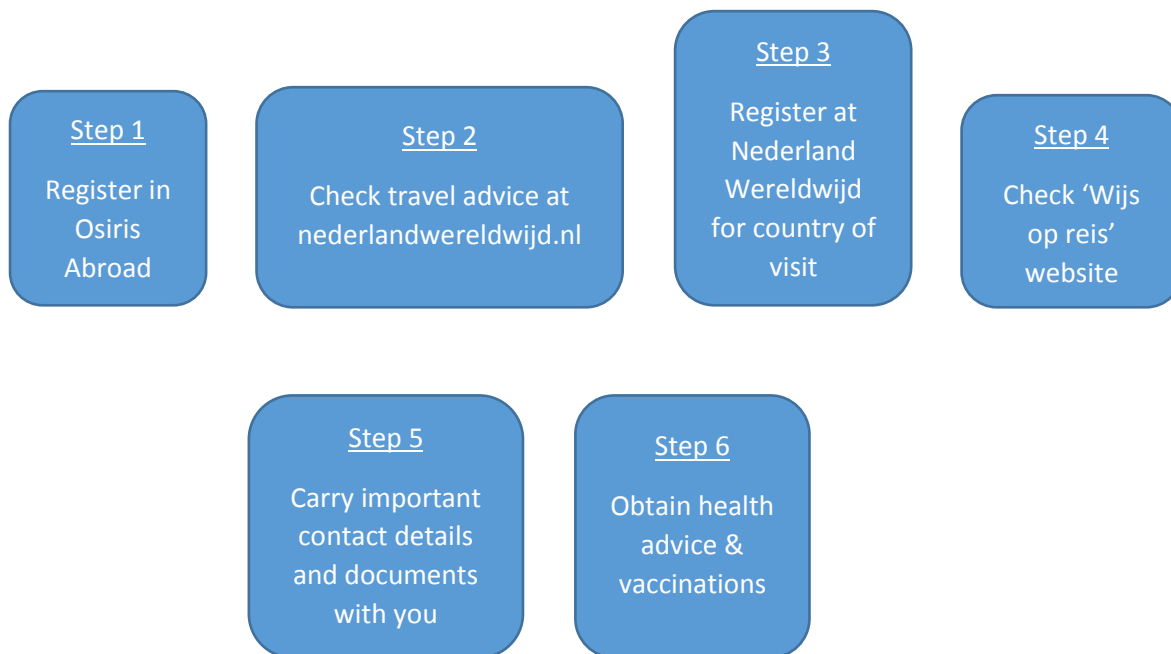 Step 1
Register in
Osiris
Abroad
Step 2
Check travel advice at
nederlandwereldwijd.nl
Step 3
Register at
Nederland
Wereldwijd
for country of
visit
Step 4
Check ‘Wijs
op reis’
website
Step 5
Carry important
contact details
and documents
with you
Step 6
Obtain health
advice &
vaccinations